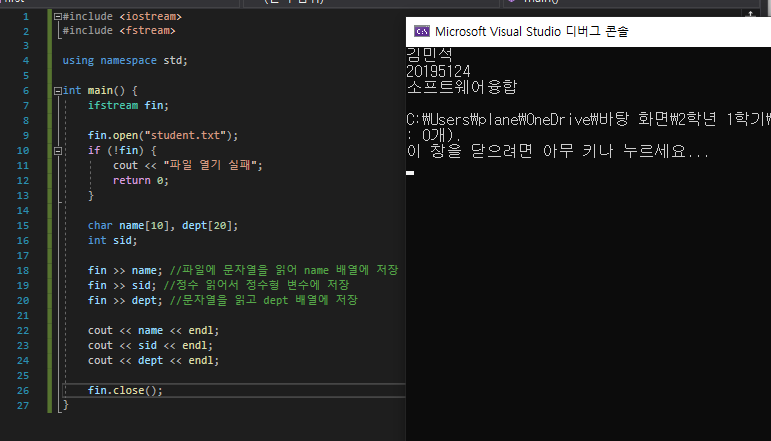 #include <iostream>
#include <fstream>
using namespace std;
int main() {
ifstream fin;
fin.open("student.txt");
if (!fin) {
cout << "파일 열기 실패";
return 0;
}
char name[10], dept[20];
int sid;
fin >> name; //파일에 문자열을 읽어 name 배열에 저장
fin >> sid; //정수 읽어서 정수형 변수에 저장
fin >> dept; //문자열을 읽고 dept 배열에 저장
cout << name << endl;
cout << sid << endl;
cout << dept << endl;
fin.close();
}
Microsoft Visual Studio 디버그 콘솔
김민석
20195124
소프트웨어융합
C:\Users\plane\OneDrive\바탕 화면\2학년 1학기\
: 0개).
이 창을 닫으려면 아무 키나 누르세요...
1
2
3
4
5
6
7
8
9
10
11
12
13
14
15
16
17
18
19
20
21
22
23
24
25
26
27